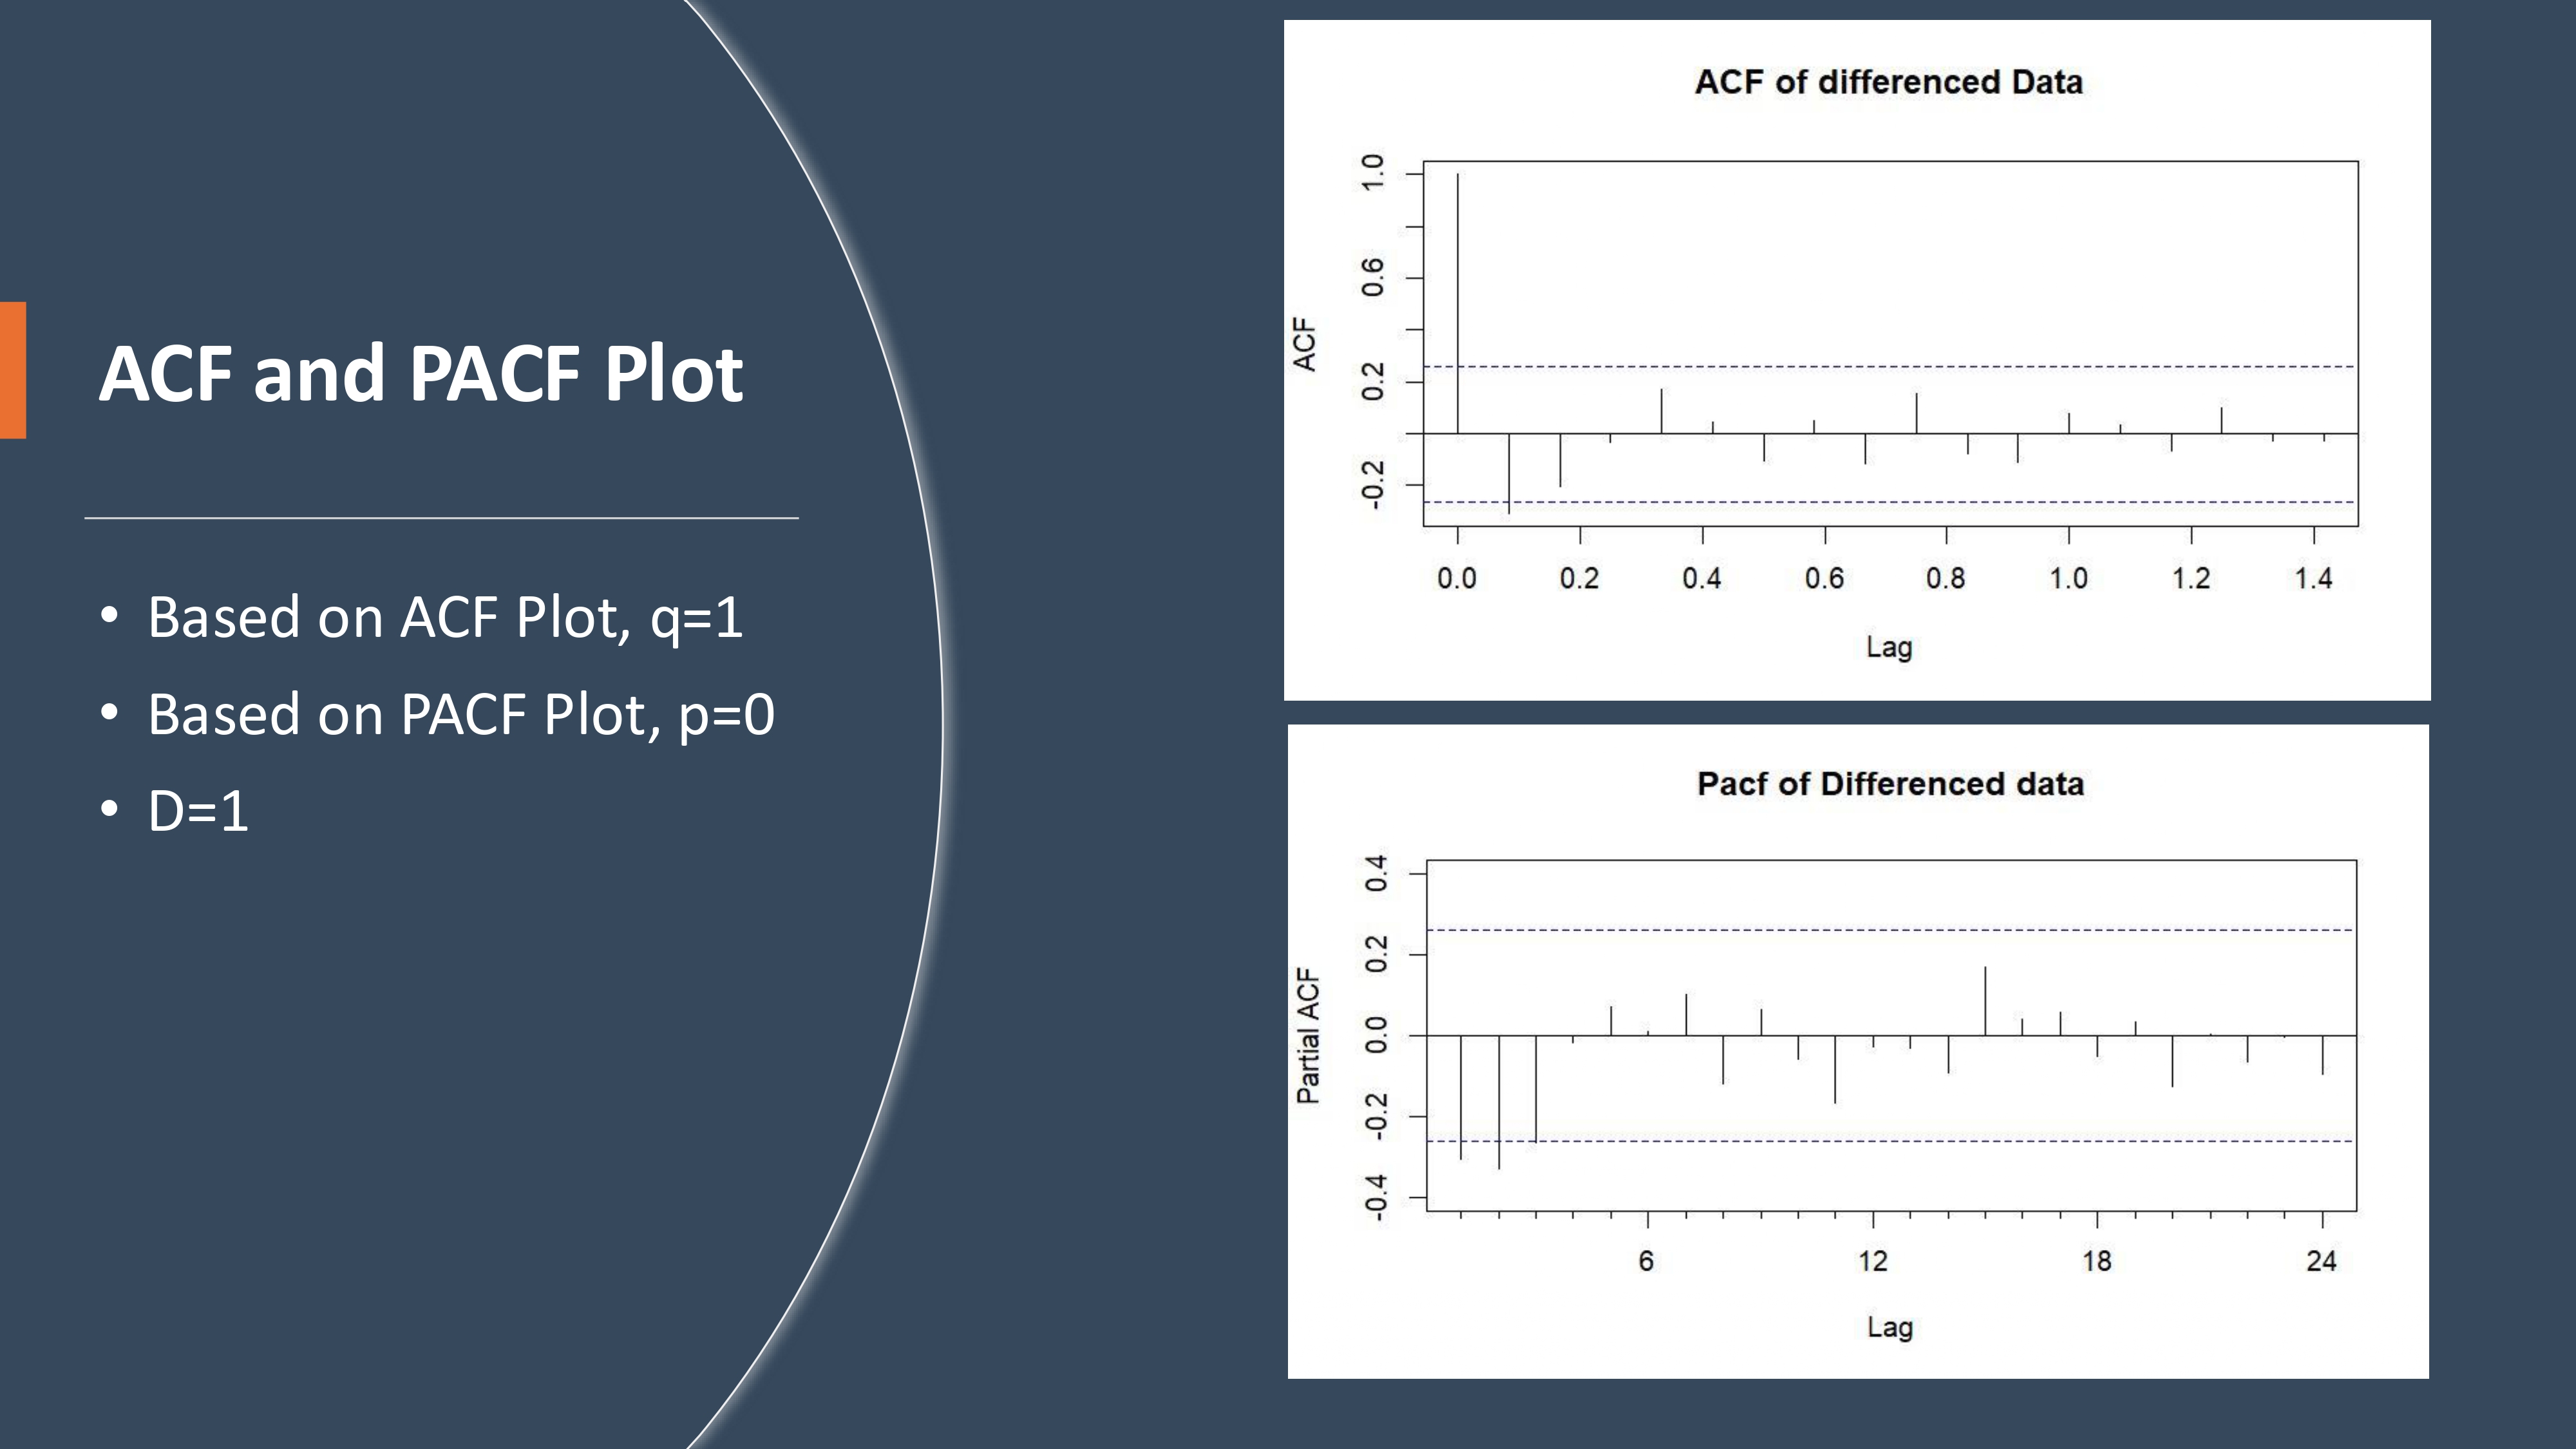 ACF and PACF Plot
• Based on ACF Plot, q=1
• Based on PACF Plot, p=0
• D=1
ACF of differenced Data
ACF
1.0
0.6
0.2
-0.2
0.0 0.2 0.4 0.6 0.8 1.0 1.2 1.4
Lag
Pacf of Differenced data
Partial ACF
0.4
0.2
0.0
-0.2
-0.4
6 12 18 24
Lag